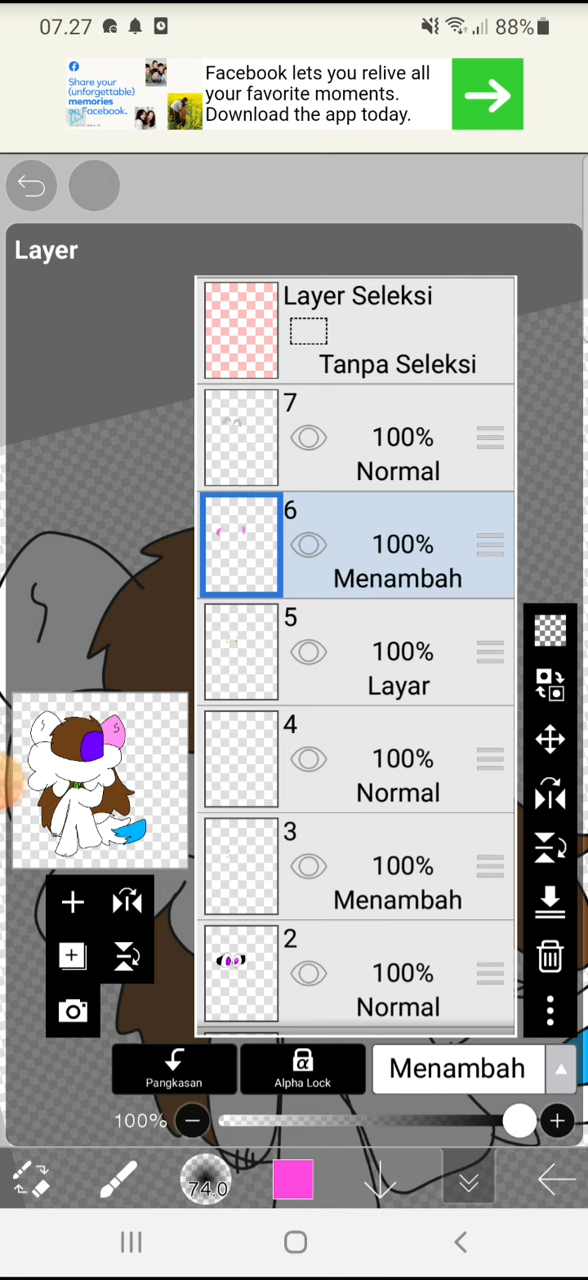 07.27
88%
Share your
(unforgettable)
memories
on Facebook.
Facebook lets you relive all
your favorite moments.
Download the app today.
Layer
Layer Seleksi
Tanpa Seleksi
7
100%
Normal
6
100%
Menambah
5
100%
Layar
4
100%
Normal
3
100%
Menambah
2
100%
Normal
Pangkasan
Alpha Lock
Menambah
100%
74.0